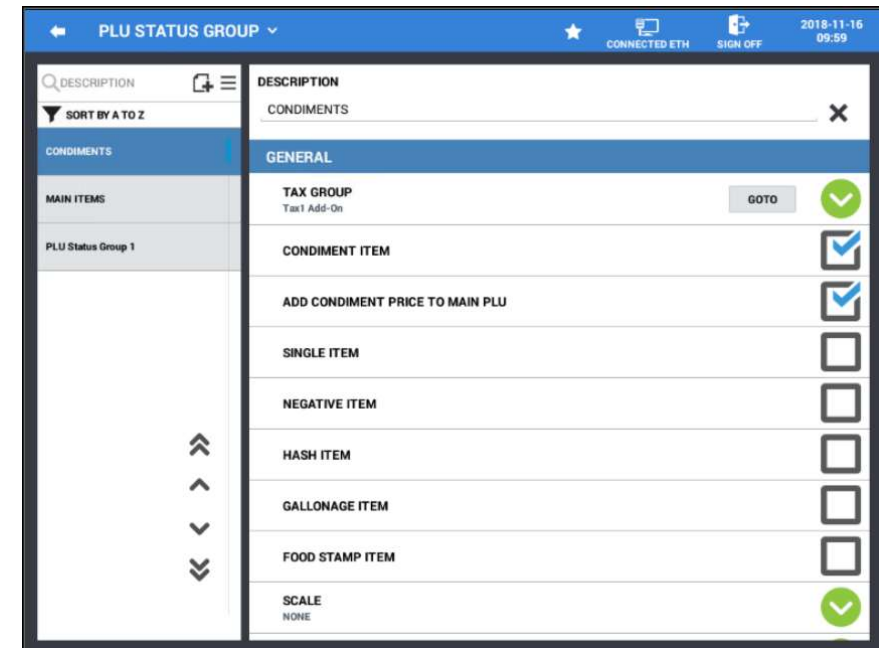 PLU STATUS GROUP
CONNECTED ETH
SIGN OFF
2018-11-16
09:59
DESCRIPTION
SORT BY A TO Z
CONDIMENTS
MAIN ITEMS
PLU Status Group 1
DESCRIPTION
CONDIMENTS
GENERAL
TAX GROUP
Tax1 Add-On
GOTO
CONDIMENT ITEM
ADD CONDIMENT PRICE TO MAIN PLU
SINGLE ITEM
NEGATIVE ITEM
HASH ITEM
GALLONAGE ITEM
FOOD STAMP ITEM
SCALE
NONE